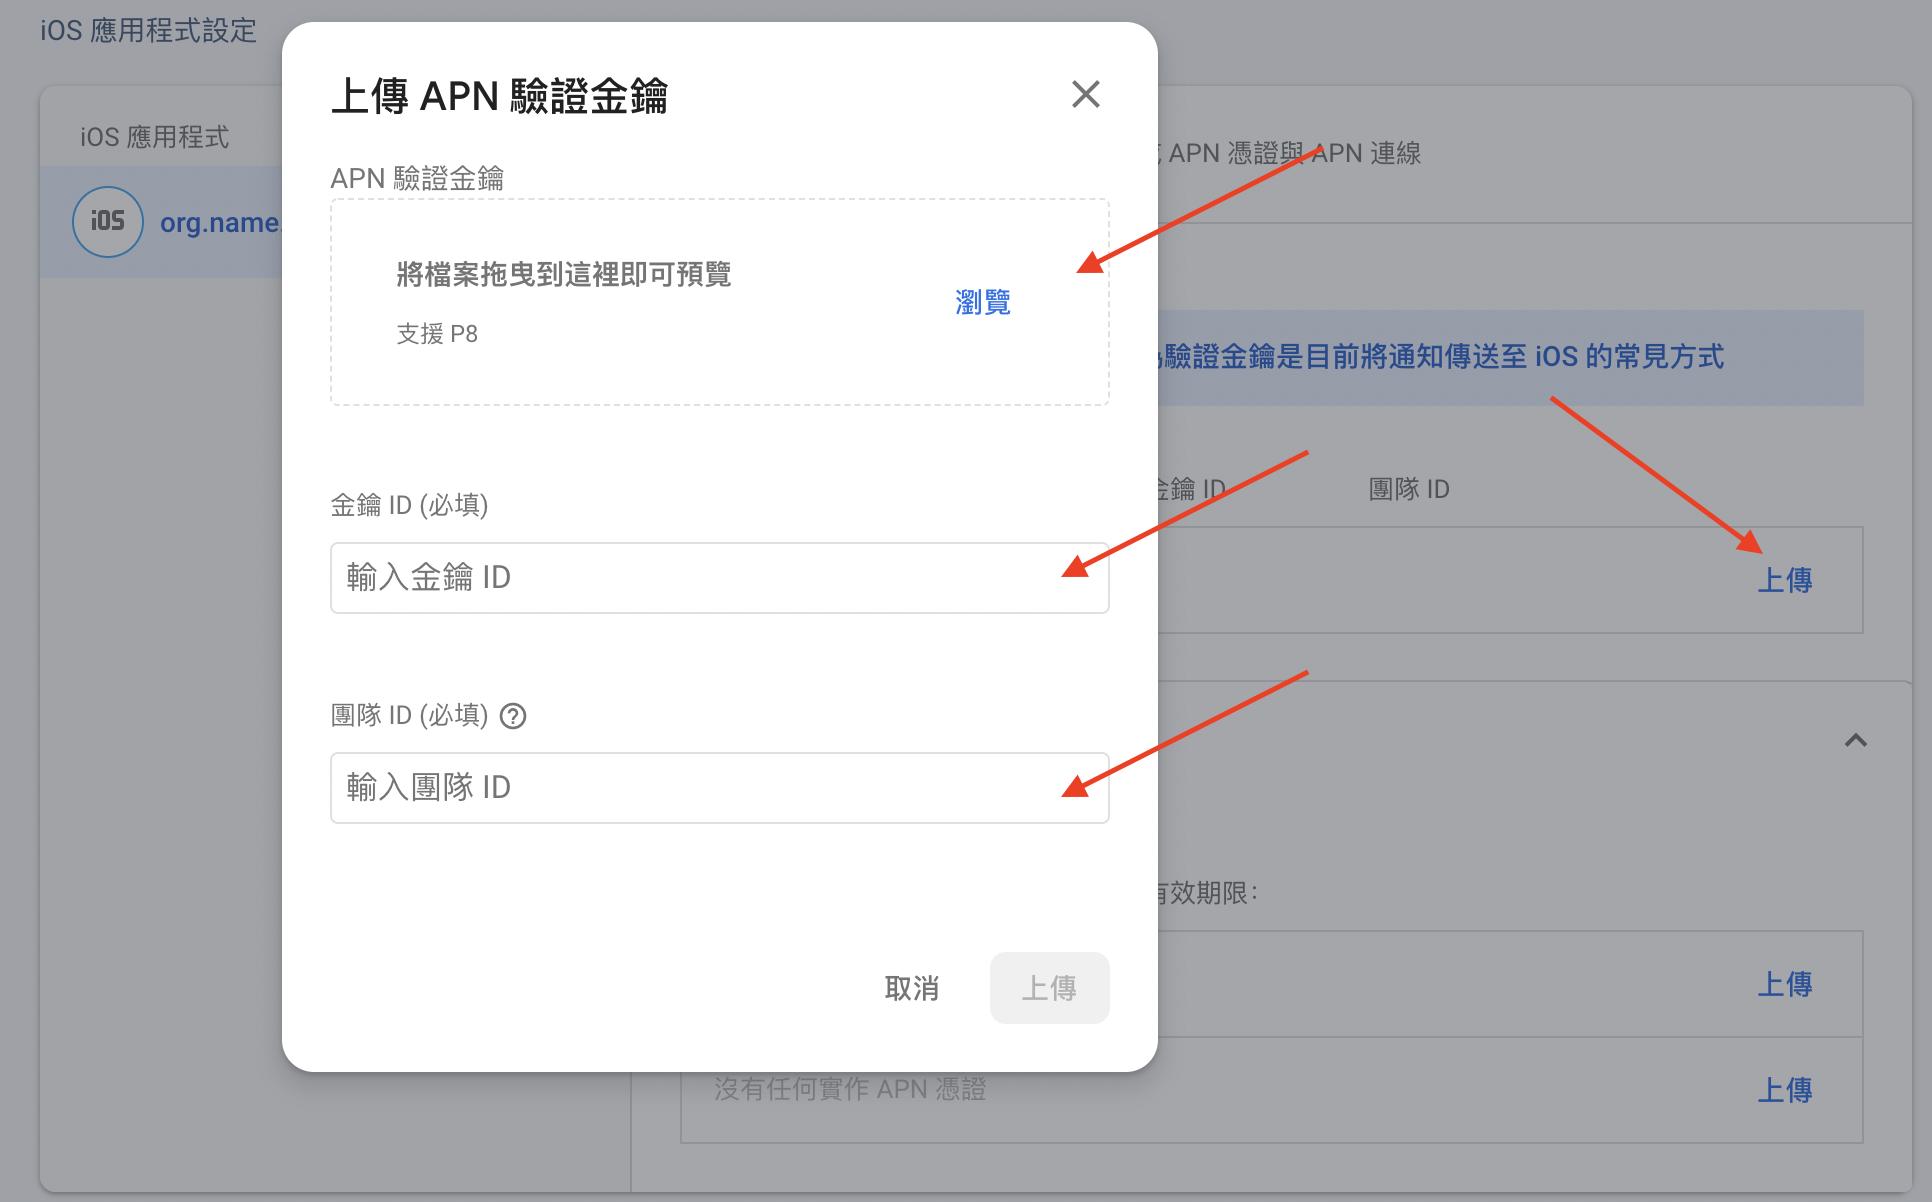 iOS 應用程式設定
iOS 應用程式
iOS
org.name.
上傳 APN 驗證金鑰
APN 驗證金鑰
將檔案拖曳到這裡即可預覽
瀏覽
支援 P8
金鑰 ID (必填)
輸入金鑰 ID
團隊 ID (必填)
輸入團隊 ID
取消
上傳
APN 憑證與 APN 連線
驗證金鑰是目前將通知傳送至 iOS 的常見方式
金鑰 ID
團隊 ID
上傳
有效期限:
上傳
沒有任何實作 APN 憑證
上傳